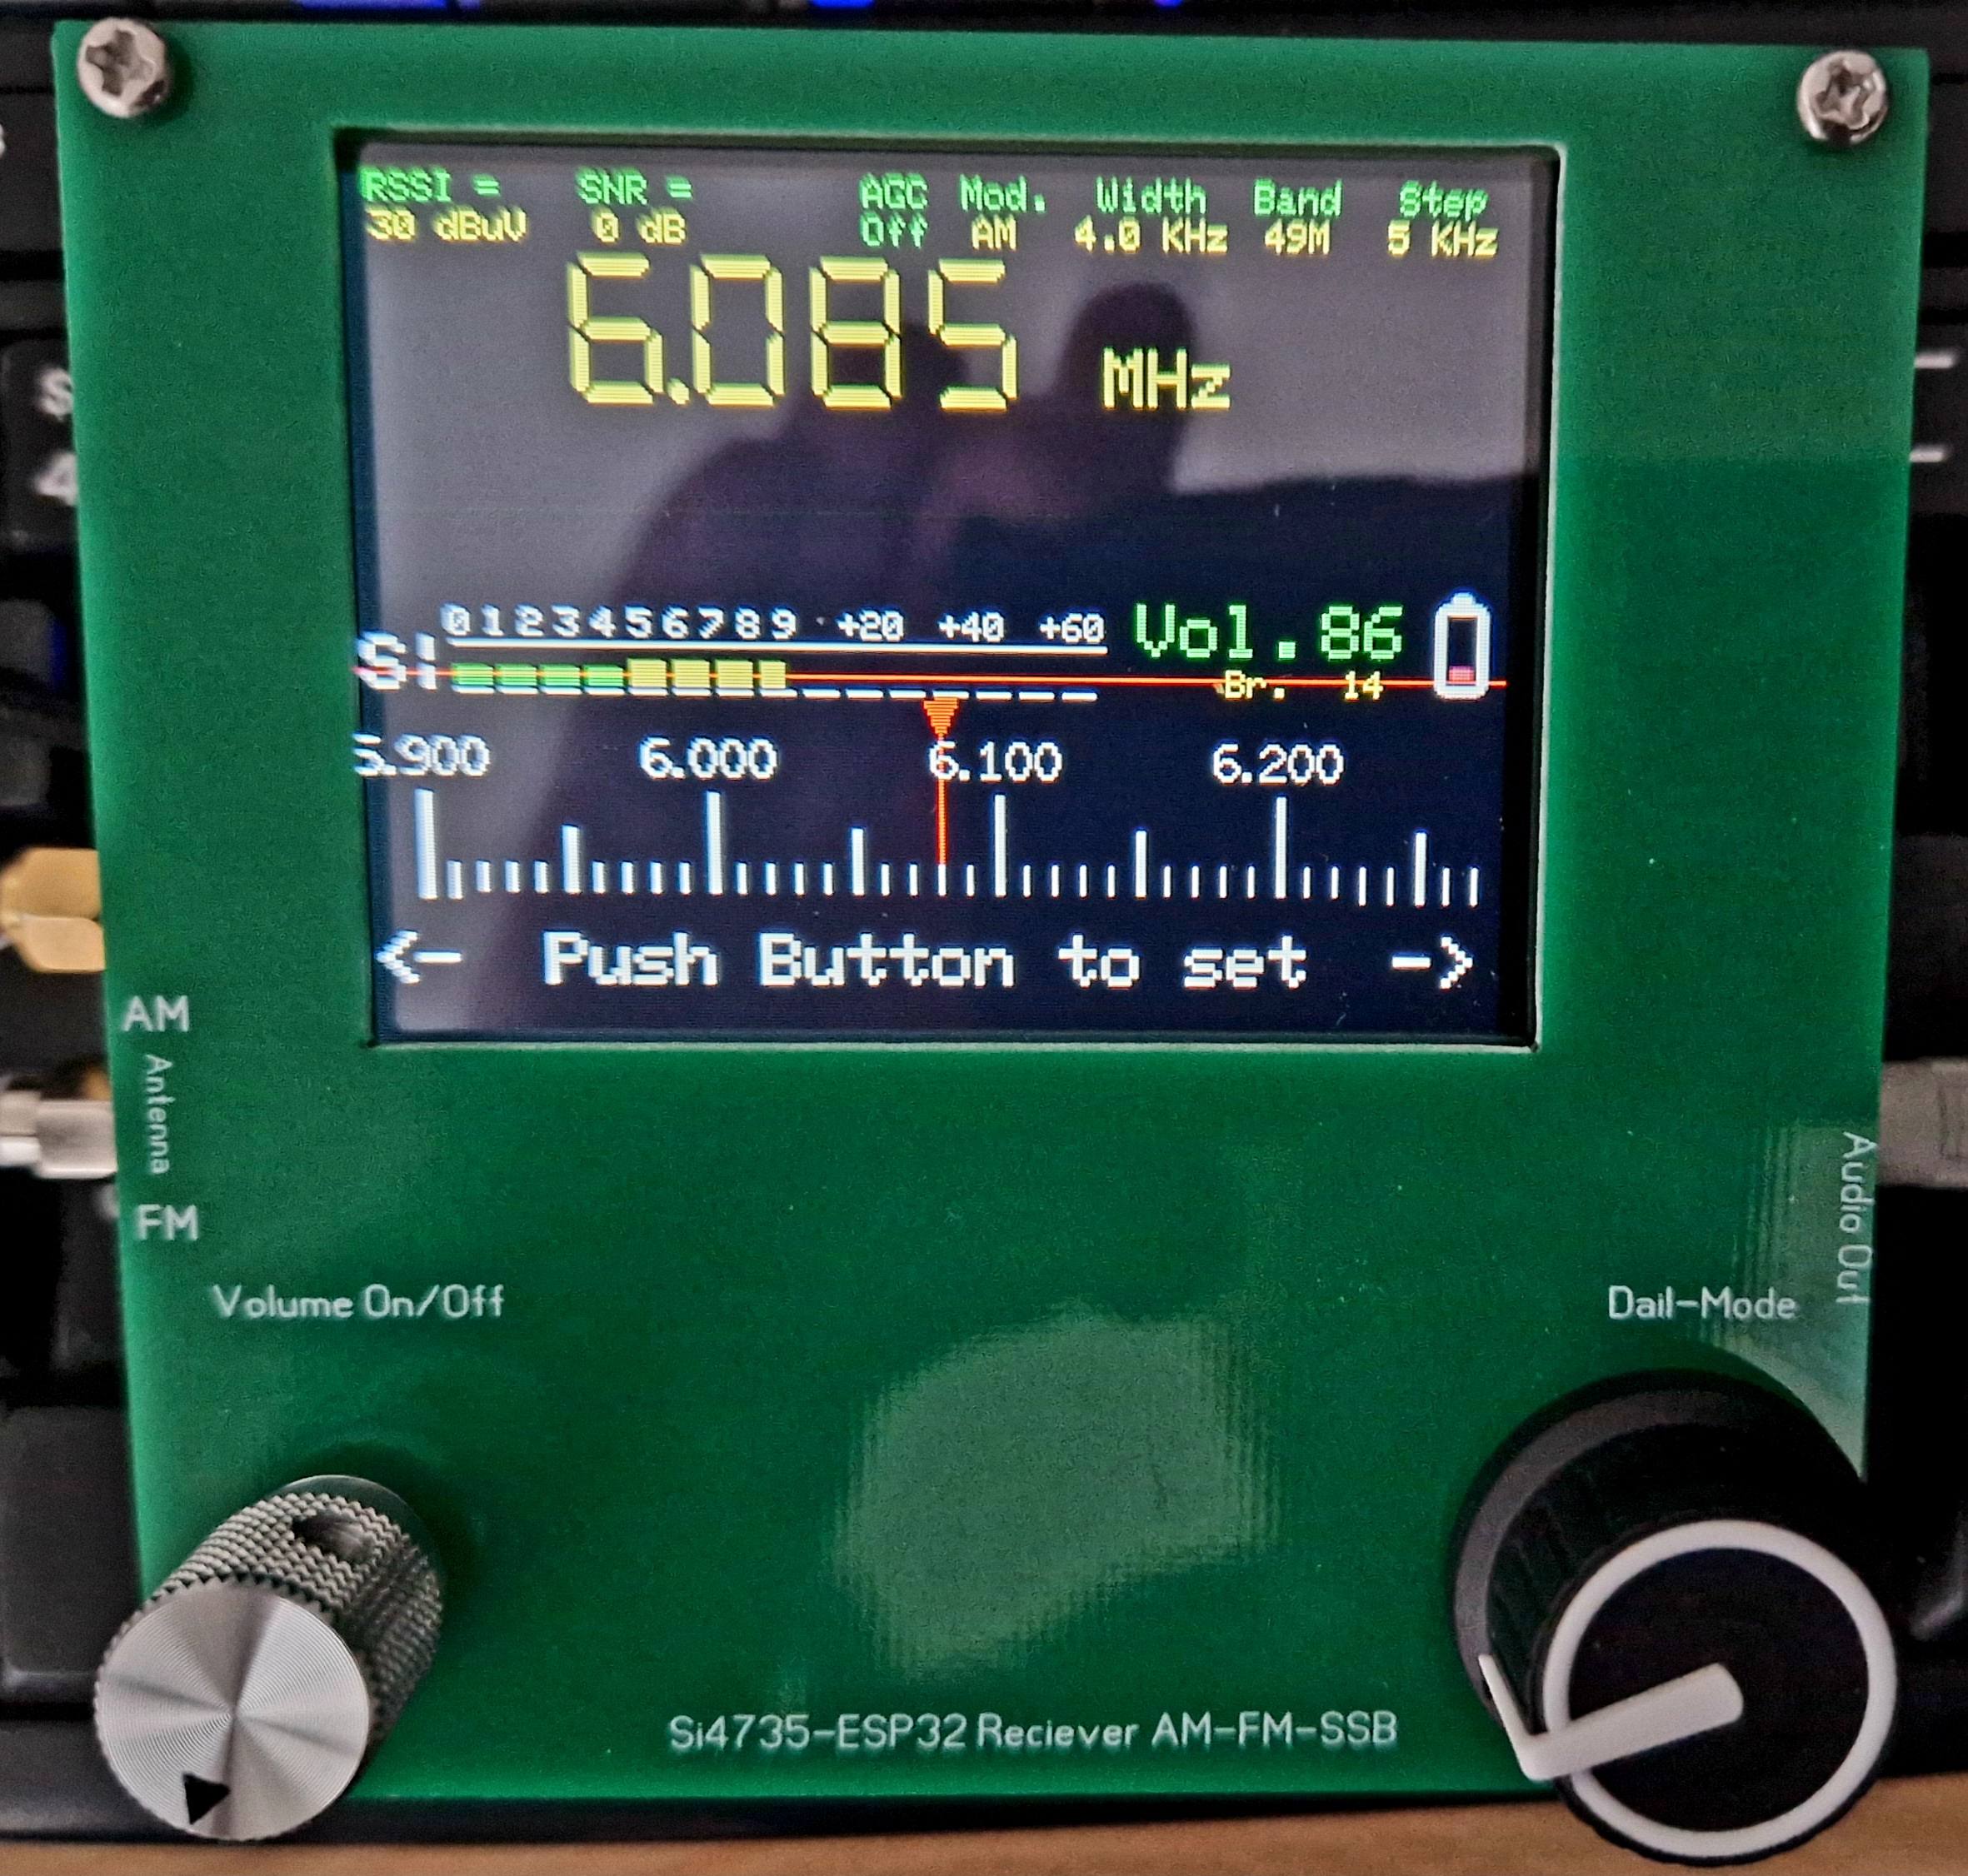 RSSI = SNR = AGC Mod. Width Band Step
30 dBuV 0 dB Off AM 4.0 KHz 49M 5 KHz
6.085 MHz
0 1 2 3 4 5 6 7 8 9 +20 +40 +60
S Vol.86
Br. 14
5.900 6.000 6.100 6.200
<- Push Button to set ->
AM
Antenna
FM
Audio Out
Volume On/Off
Dail-Mode
Si4735-ESP32 Reciever AM-FM-SSB